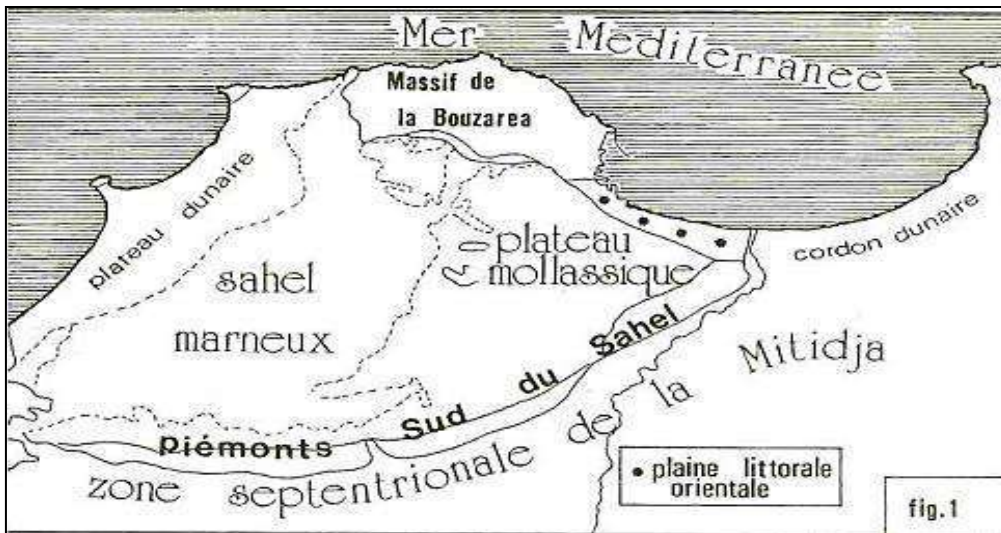 Mer Mediterranee
Massif de
la Bouzarea
plateau dunaire
plateau
mollassique
cordon dunaire
sahel
marneux
Piémonts Sud du Sahel
Mitidja
zone septentrionale de la
• plaine littorale
orientale
fig.1